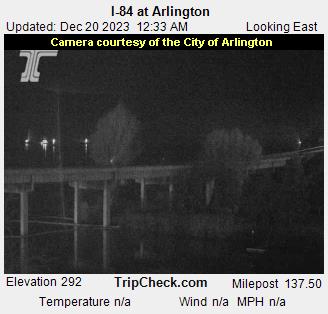 I-84 at Arlington
Updated: Dec 20 2023 12:33 AM Looking East
Camera courtesy of the City of Arlington
Elevation 292 TripCheck.com Milepost 137.50
Temperature n/a Wind n/a MPH n/a